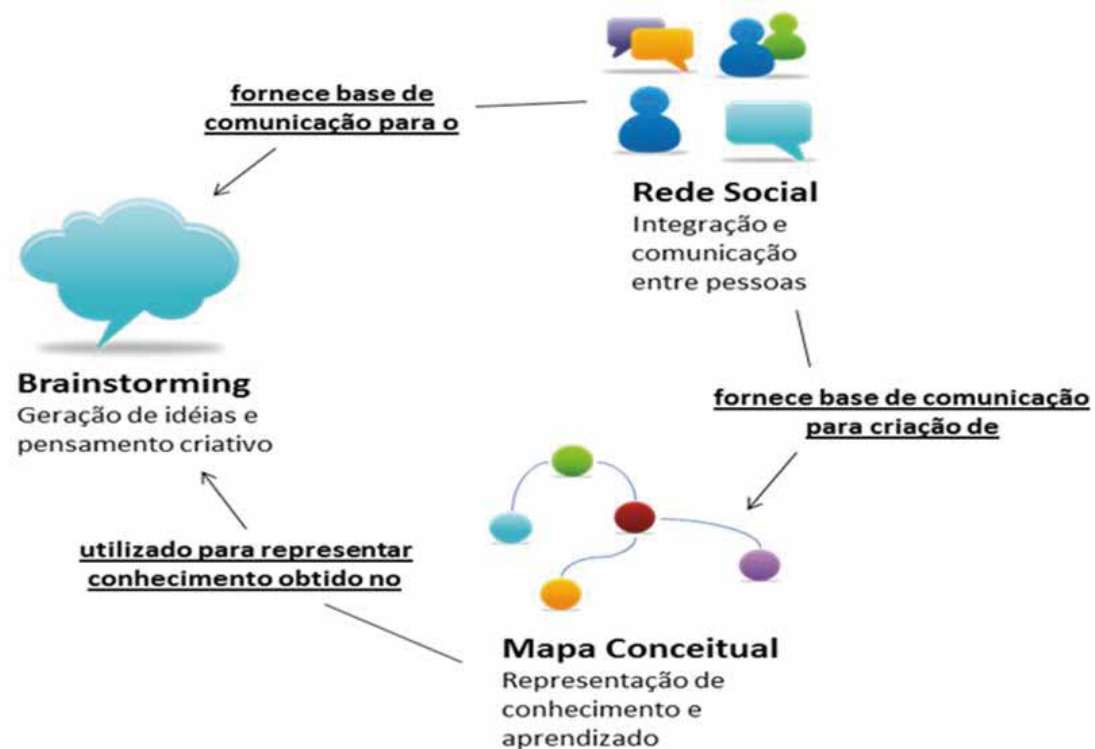 fornece base de
comunicação para o
Rede Social
Integração e
comunicação
entre pessoas
Brainstorming
Geração de idéias e
pensamento criativo
fornece base de comunicação
para criação de
utilizado para representar
conhecimento obtido no
Mapa Conceitual
Representação de
conhecimento e
aprendizado